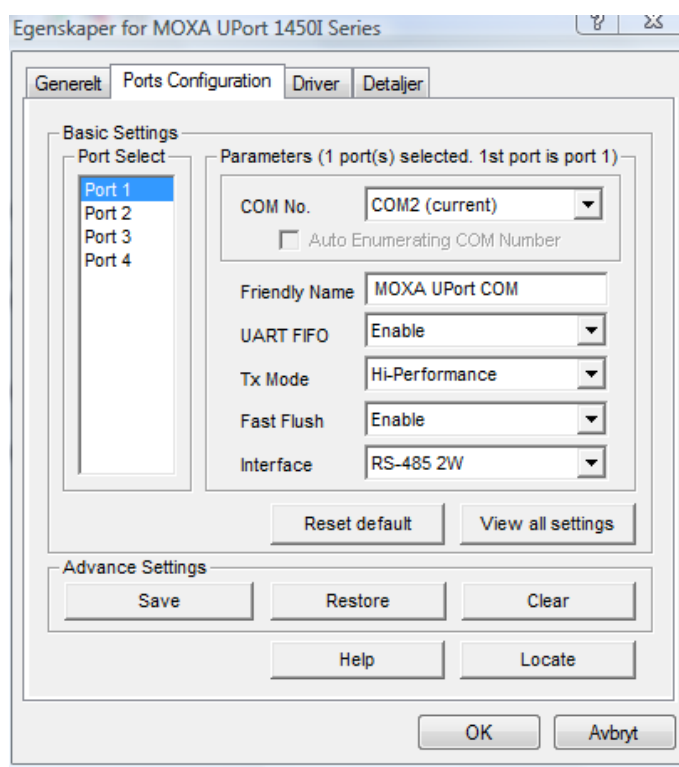 Egenskaper for MOXA UPort 1450I Series
Generelt Ports Configuration Driver Detaljer
Basic Settings
Port Select
Port 1
Port 2
Port 3
Port 4
Parameters (1 port(s) selected. 1st port is port 1)
COM No. COM2 (current)
Auto Enumerating COM Number
Friendly Name MOXA UPort COM
UART FIFO Enable
Tx Mode Hi-Performance
Fast Flush Enable
Interface RS-485 2W
Reset default View all settings
Advance Settings
Save Restore Clear
Help Locate
OK Avbryt